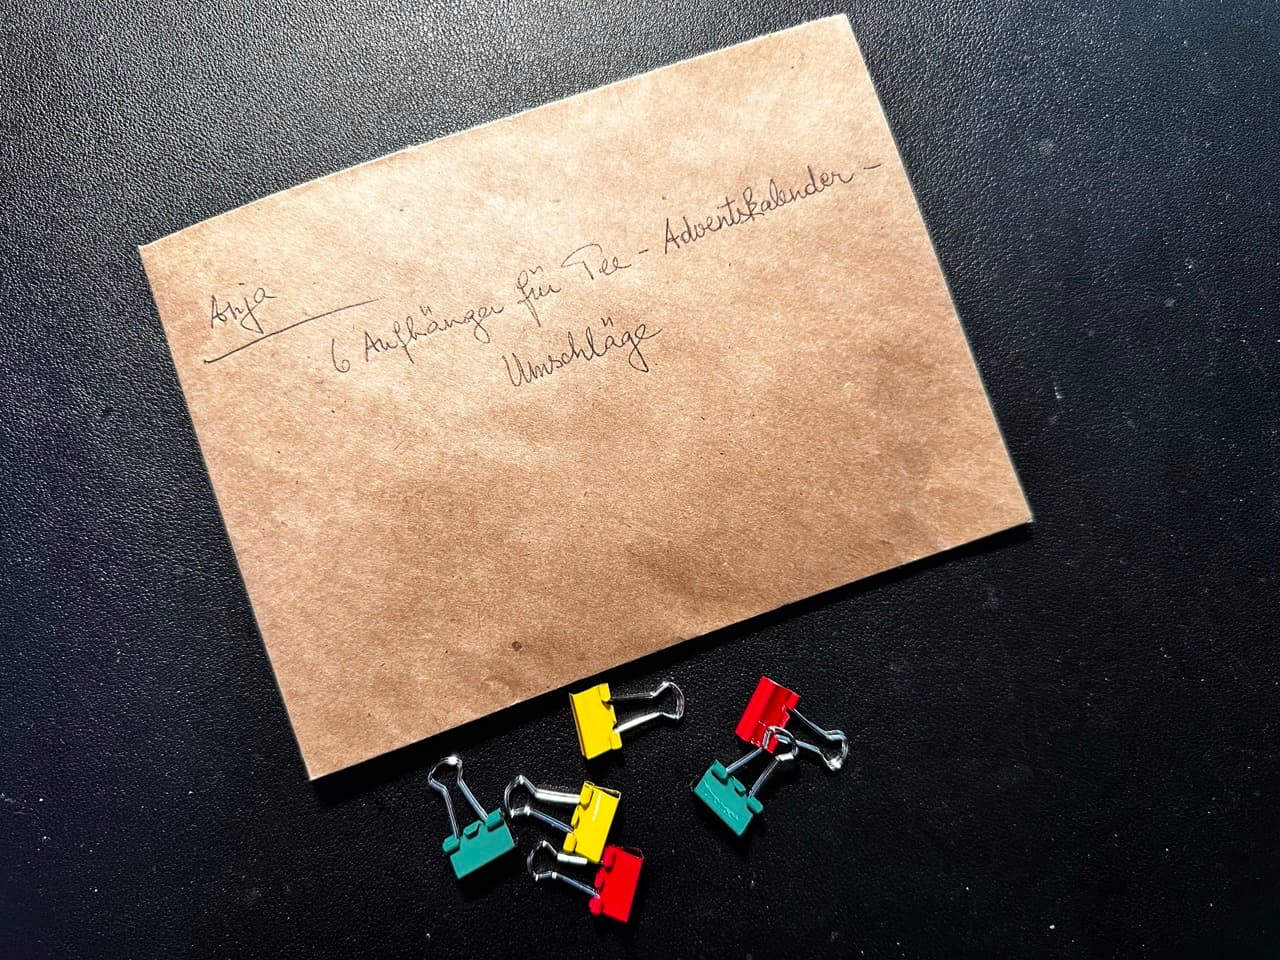 Anja
6 Aufhänger für Tee-Adventskalender-
Umschläge